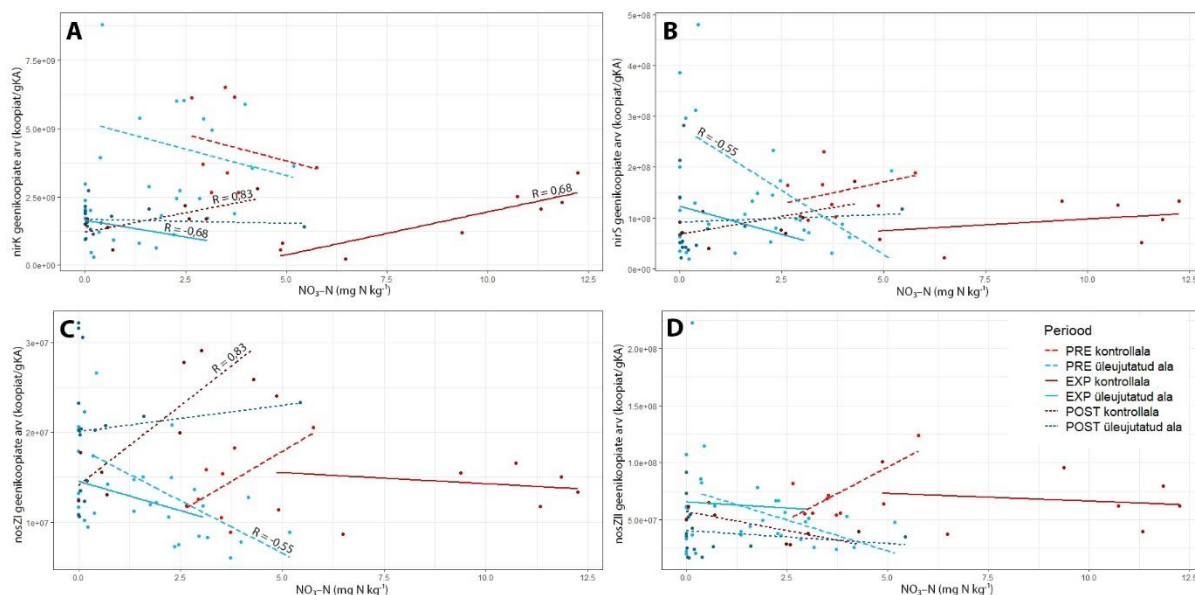 A
nirK geenikoopiate arv (koopiat/gKA)
7.5e+09
5.0e+09
2.5e+09
0.0e+00
R = 0.83
R = -0.68
R = 0.68
0.0
2.5
5.0
7.5
10.0
12.5
NO₃–N (mg N kg⁻¹)
B
nirS geenikoopiate arv (koopiat/gKA)
5e+08
4e+08
3e+08
2e+08
1e+08
0e+00
R = -0.55
0.0
2.5
5.0
7.5
10.0
12.5
NO₃–N (mg N kg⁻¹)
C
nosZI geenikoopiate arv (koopiat/gKA)
3e+07
2e+07
1e+07
R = 0.83
R = -0.55
0.0
2.5
5.0
7.5
10.0
12.5
NO₃–N (mg N kg⁻¹)
D
nosZII geenikoopiate arv (koopiat/gKA)
2.0e+08
1.5e+08
1.0e+08
5.0e+07
Periood
PRE kontrollala
PRE üleujutatud ala
EXP kontrollala
EXP üleujutatud ala
POST kontrollala
POST üleujutatud ala
0.0
2.5
5.0
7.5
10.0
12.5
NO₃–N (mg N kg⁻¹)